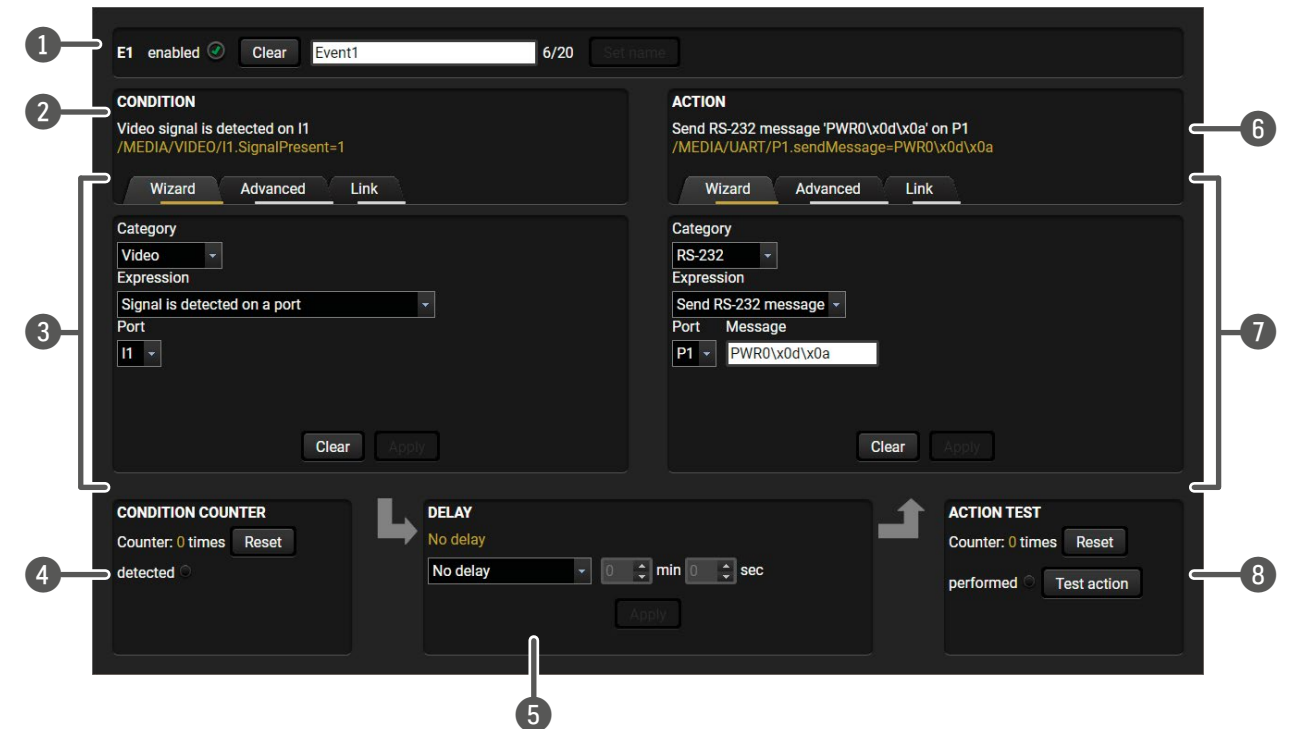 1
E1 enabled Clear Event1 6/20 Set name
2
CONDITION
Video signal is detected on I1
/MEDIA/VIDEO/I1.SignalPresent=1
ACTION
Send RS-232 message 'PWR0\x0d\x0a' on P1
/MEDIA/UART/P1.sendMessage=PWR0\x0d\x0a
6
3
Wizard Advanced Link
Category
Video
Expression
Signal is detected on a port
Port
I1
Clear Apply
Wizard Advanced Link
Category
RS-232
Expression
Send RS-232 message
Port Message
P1 PWR0\x0d\x0a
Clear Apply
7
CONDITION COUNTER
Counter: 0 times Reset
detected
4
DELAY
No delay
No delay 0 min 0 sec
Apply
5
ACTION TEST
Counter: 0 times Reset
performed Test action
8